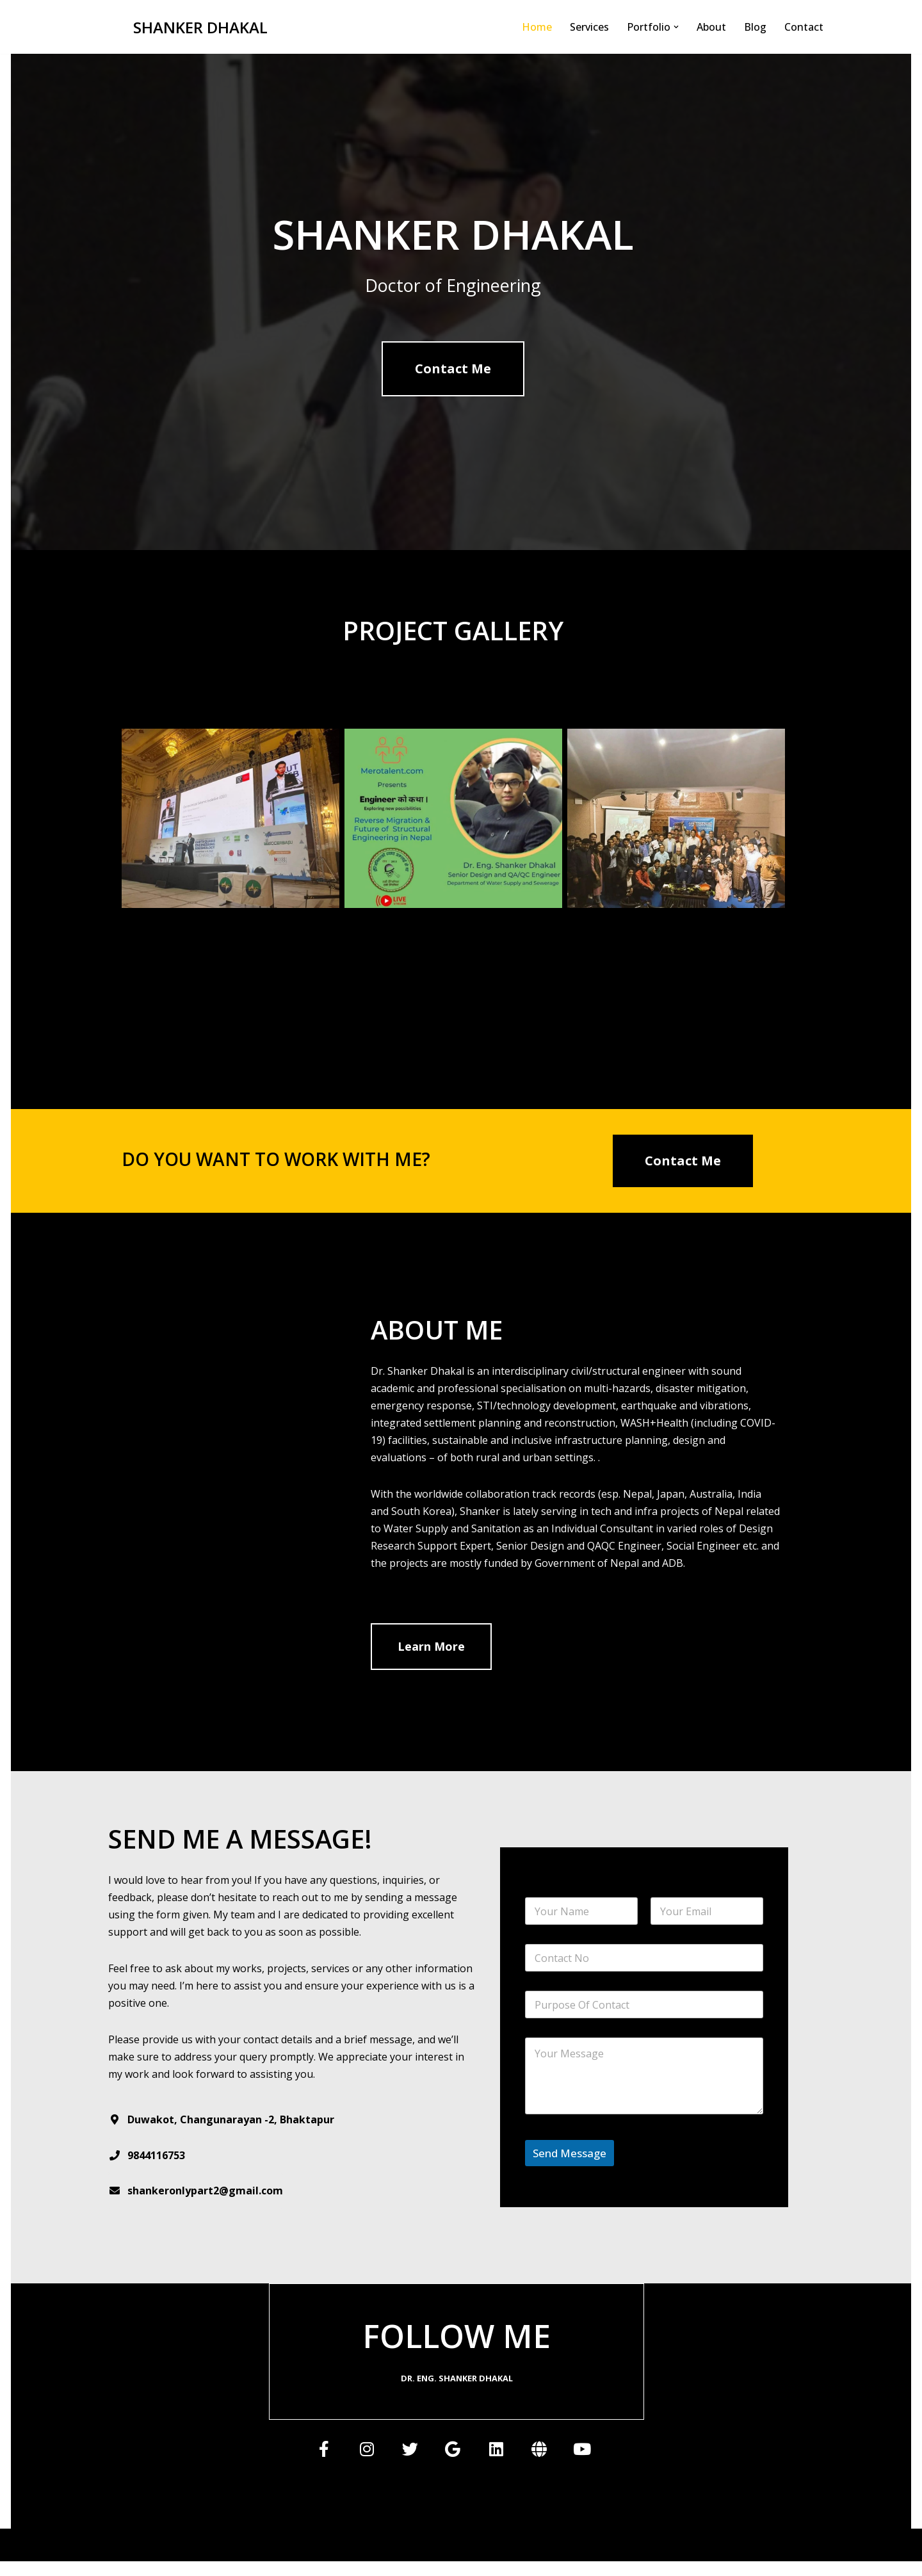 SHANKER DHAKAL
Home Services Portfolio About Blog Contact
SHANKER DHAKAL
Doctor of Engineering
Contact Me
PROJECT GALLERY
Merotalent.com
Presents
Engineer को कथा ।
Exploring new possibilities
Reverse Migration &
Future of Structural
Engineering in Nepal
LIVE
Dr. Eng. Shanker Dhakal
Senior Design and QA/QC Engineer
Department of Water Supply and Sewerage
DO YOU WANT TO WORK WITH ME?
Contact Me
ABOUT ME
Dr. Shanker Dhakal is an interdisciplinary civil/structural engineer with sound
academic and professional specialisation on multi-hazards, disaster mitigation,
emergency response, STI/technology development, earthquake and vibrations,
integrated settlement planning and reconstruction, WASH+Health (including COVID-
19) facilities, sustainable and inclusive infrastructure planning, design and
evaluations – of both rural and urban settings. .
With the worldwide collaboration track records (esp. Nepal, Japan, Australia, India
and South Korea), Shanker is lately serving in tech and infra projects of Nepal related
to Water Supply and Sanitation as an Individual Consultant in varied roles of Design
Research Support Expert, Senior Design and QAQC Engineer, Social Engineer etc. and
the projects are mostly funded by Government of Nepal and ADB.
Learn More
SEND ME A MESSAGE!
I would love to hear from you! If you have any questions, inquiries, or
feedback, please don’t hesitate to reach out to me by sending a message
using the form given. My team and I are dedicated to providing excellent
support and will get back to you as soon as possible.
Feel free to ask about my works, projects, services or any other information
you may need. I’m here to assist you and ensure your experience with us is a
positive one.
Please provide us with your contact details and a brief message, and we’ll
make sure to address your query promptly. We appreciate your interest in
my work and look forward to assisting you.
Duwakot, Changunarayan -2, Bhaktapur
9844116753
shankeronlypart2@gmail.com
Your Name
Your Email
Contact No
Purpose Of Contact
Your Message
Send Message
FOLLOW ME
DR. ENG. SHANKER DHAKAL